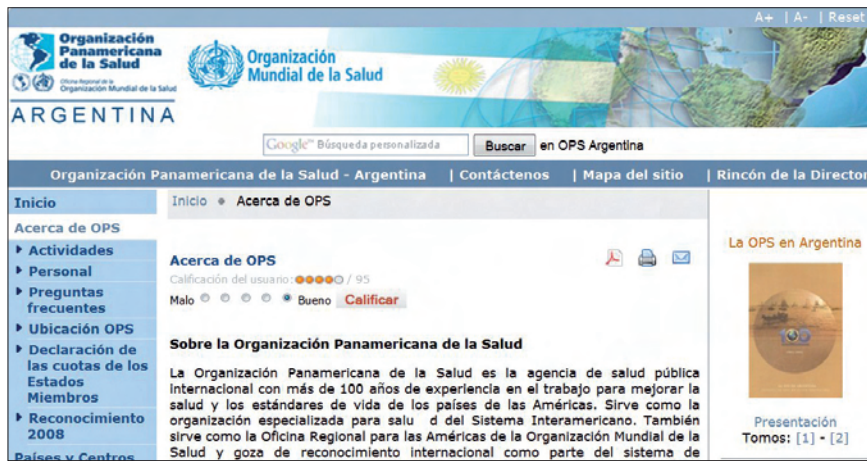 A+ | A- | Reset
Organización
Panamericana
de la Salud
Oficina Regional de la
Organización Mundial de la Salud
ARGENTINA
Organización
Mundial de la Salud
Google™ Búsqueda personalizada
Buscar en OPS Argentina
Organización Panamericana de la Salud - Argentina | Contáctenos | Mapa del sitio | Rincón de la Director
Inicio
Acerca de OPS
Actividades
Personal
Preguntas
frecuentes
Ubicación OPS
Declaración de
las cuotas de los
Estados
Miembros
Reconocimiento
2008
Países y Centros
Inicio • Acerca de OPS
Acerca de OPS
Calificación del usuario: / 95
Malo Bueno Calificar
Sobre la Organización Panamericana de la Salud
La Organización Panamericana de la Salud es la agencia de salud pública
internacional con más de 100 años de experiencia en el trabajo para mejorar la
salud y los estándares de vida de los países de las Américas. Sirve como la
organización especializada para salu d del Sistema Interamericano. También
sirve como la Oficina Regional para las Américas de la Organización Mundial de la
Salud y goza de reconocimiento internacional como parte del sistema de
La OPS en Argentina
100
Presentación
Tomos: [1] - [2]